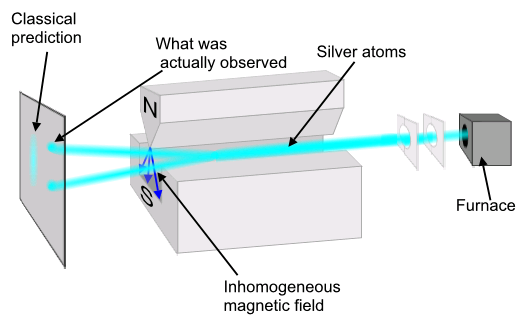 Classical
prediction
What was
actually observed
Silver atoms
N
S
Furnace
Inhomogeneous
magnetic field